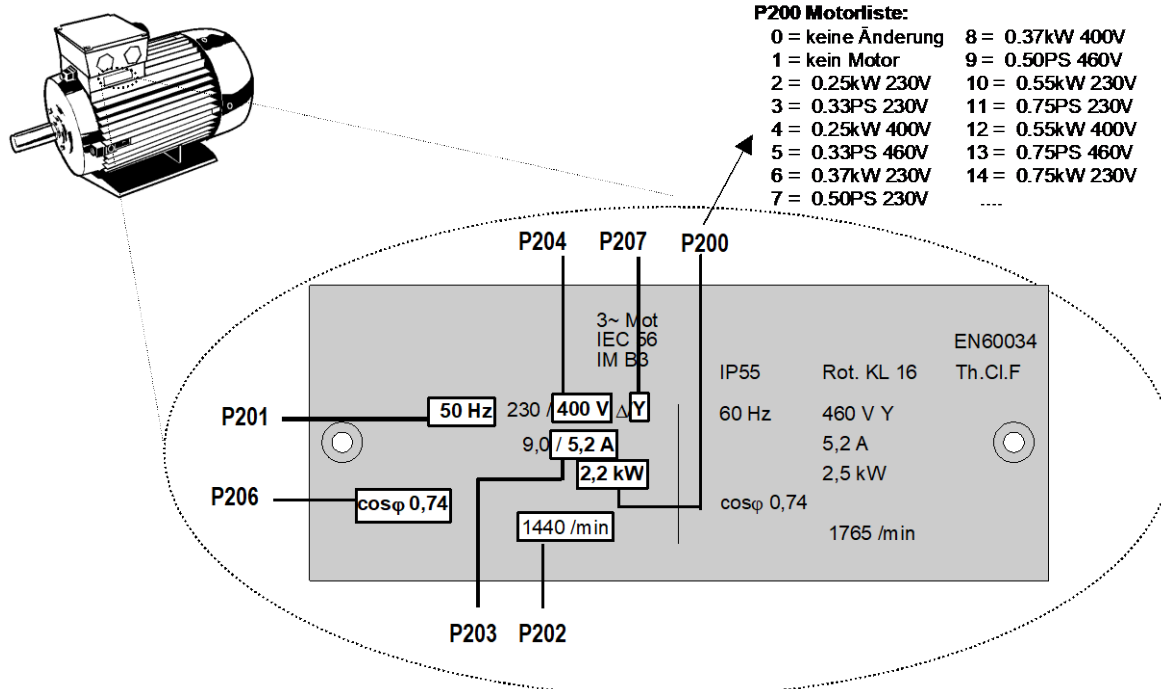 P200 Motorliste:
0 = keine Änderung
1 = kein Motor
2 = 0.25kW 230V
3 = 0.33PS 230V
4 = 0.25kW 400V
5 = 0.33PS 460V
6 = 0.37kW 230V
7 = 0.50PS 230V
8 = 0.37kW 400V
9 = 0.50PS 460V
10 = 0.55kW 230V
11 = 0.75PS 230V
12 = 0.55kW 400V
13 = 0.75PS 460V
14 = 0.75kW 230V
....
P204 P207 P200
3~ Mot
IEC 56
IM B3
EN60034
IP55 Rot. KL 16 Th.Cl.F
P201
50 Hz 230 / 400 V Δ Y
60 Hz 460 V Y
9,0 / 5,2 A
5,2 A
2,2 kW
2,5 kW
P206
cosφ 0,74
cosφ 0,74
1440 /min
1765 /min
P203 P202